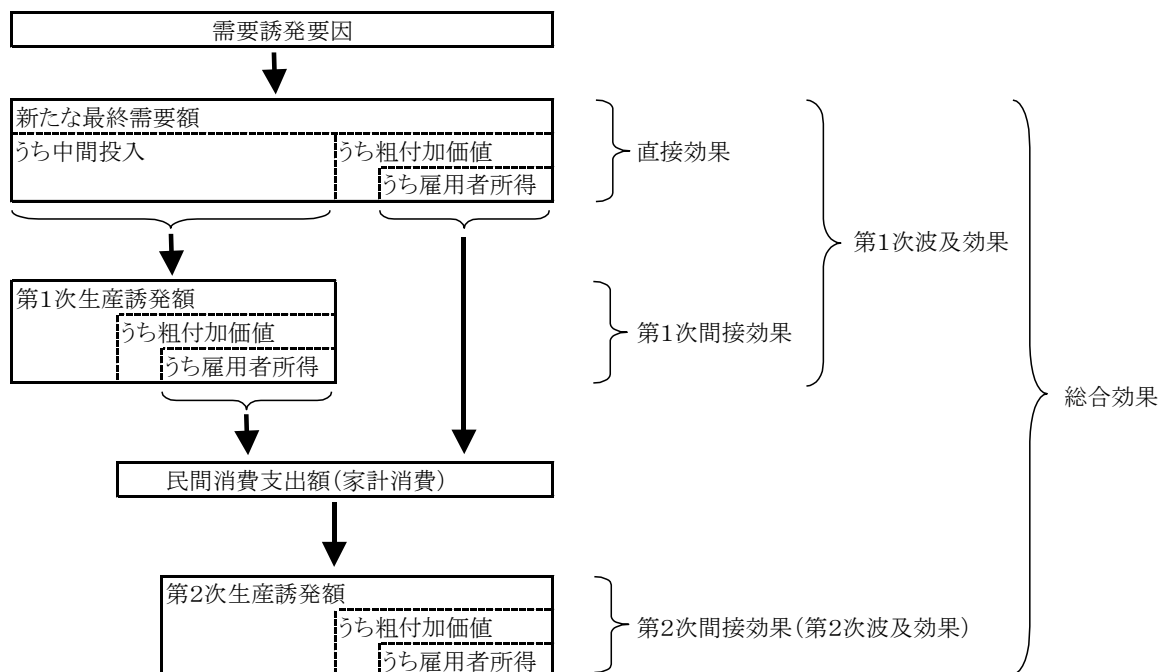 需要誘発要因
新たな最終需要額
うち中間投入
うち粗付加価値
うち雇用者所得
直接効果
第1次波及効果
第1次生産誘発額
うち粗付加価値
うち雇用者所得
第1次間接効果
総合効果
民間消費支出額(家計消費)
第2次生産誘発額
うち粗付加価値
うち雇用者所得
第2次間接効果(第2次波及効果)